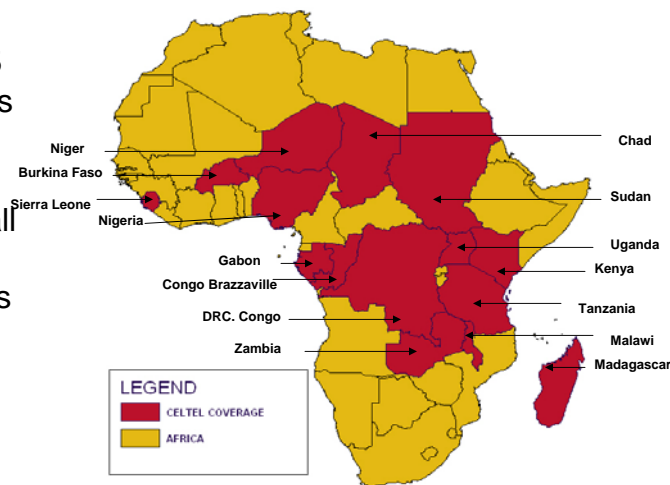 Niger
Burkina Faso
Sierra Leone
Nigeria
Gabon
Congo Brazzaville
DRC. Congo
Zambia
Chad
Sudan
Uganda
Kenya
Tanzania
Malawi
Madagascar
LEGEND
CELTEL COVERAGE
AFRICA